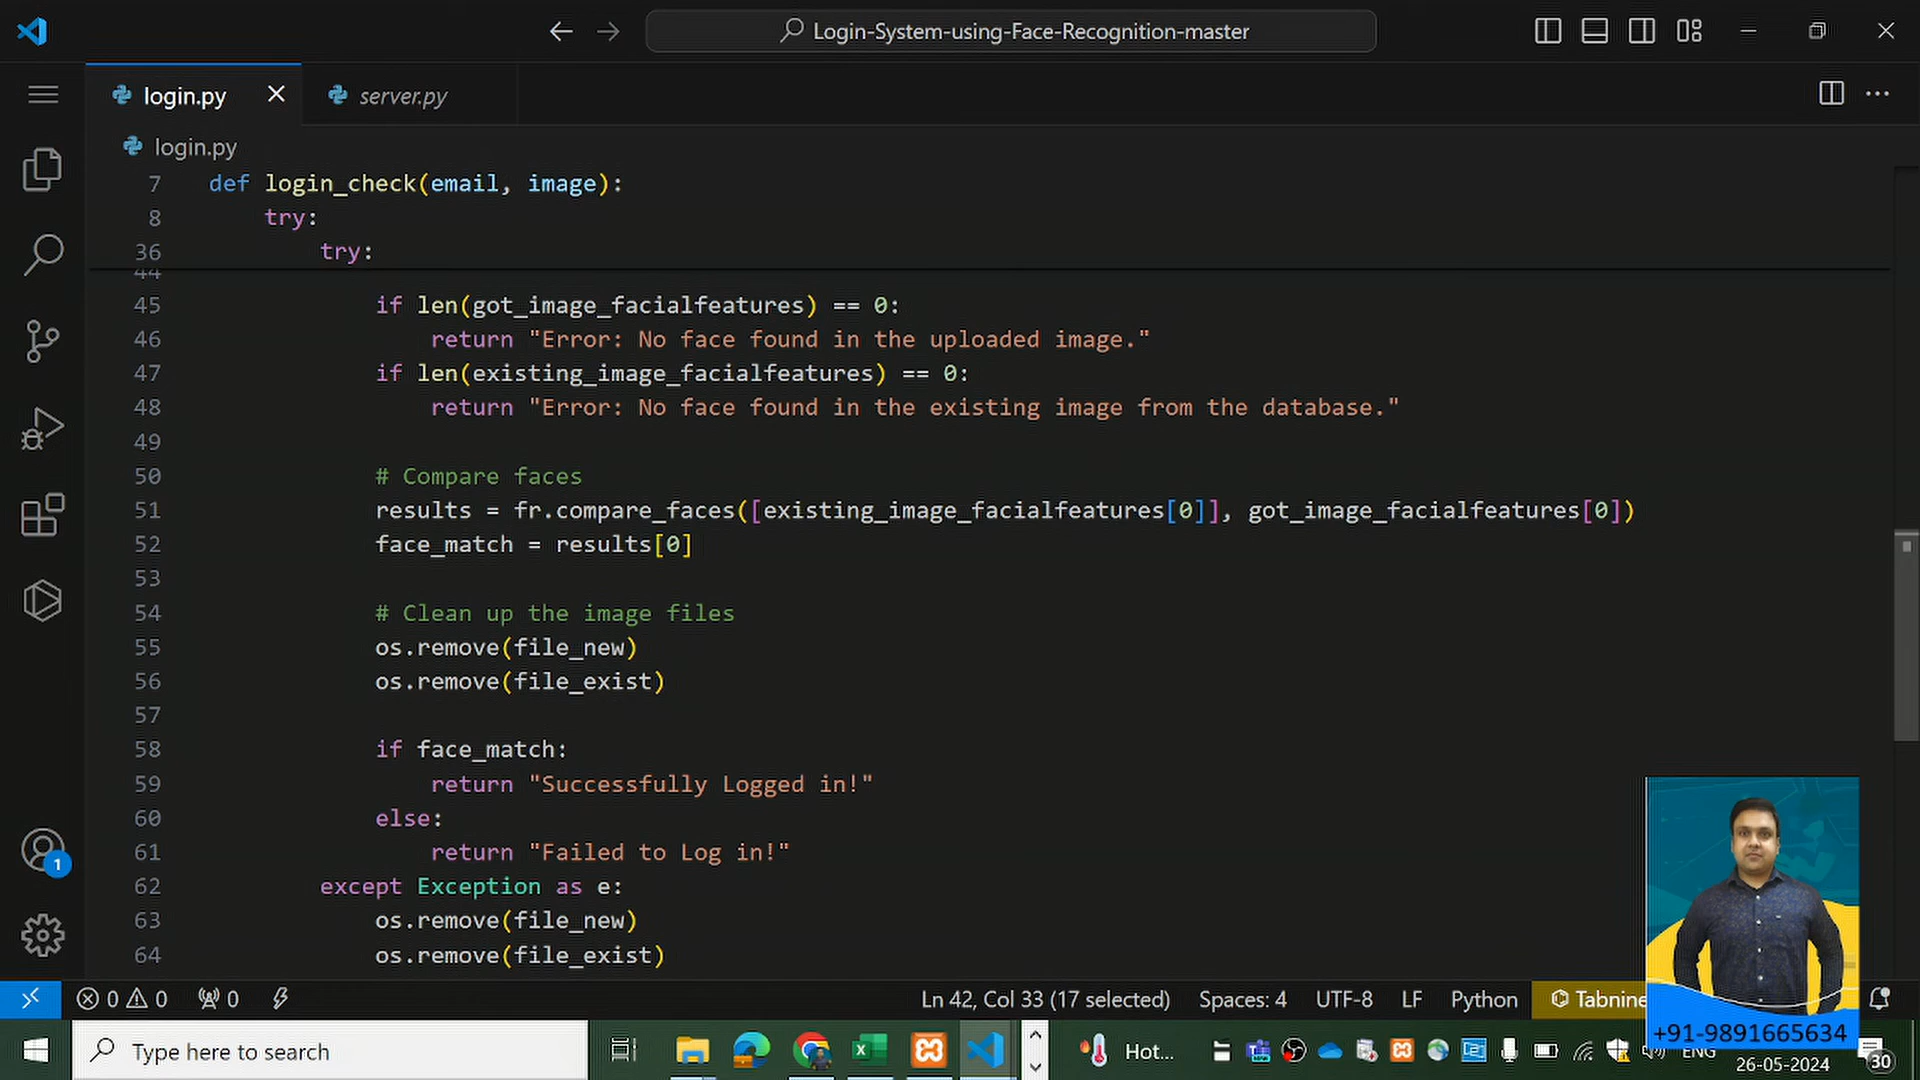 Login-System-using-Face-Recognition-master
login.py
server.py
login.py
7 def login_check(email, image):
8 try:
36 try:
44
45 if len(got_image_facialfeatures) == 0:
46 return "Error: No face found in the uploaded image."
47 if len(existing_image_facialfeatures) == 0:
48 return "Error: No face found in the existing image from the database."
49
50 # Compare faces
51 results = fr.compare_faces([existing_image_facialfeatures[0]], got_image_facialfeatures[0])
52 face_match = results[0]
53
54 # Clean up the image files
55 os.remove(file_new)
56 os.remove(file_exist)
57
58 if face_match:
59 return "Successfully Logged in!"
60 else:
61 return "Failed to Log in!"
62 except Exception as e:
63 os.remove(file_new)
64 os.remove(file_exist)
1
0 0 0 Ln 42, Col 33 (17 selected) Spaces: 4 UTF-8 LF Python Tabnine
+91-9891665634
Type here to search
Hot...
ENG
26-05-2024
30